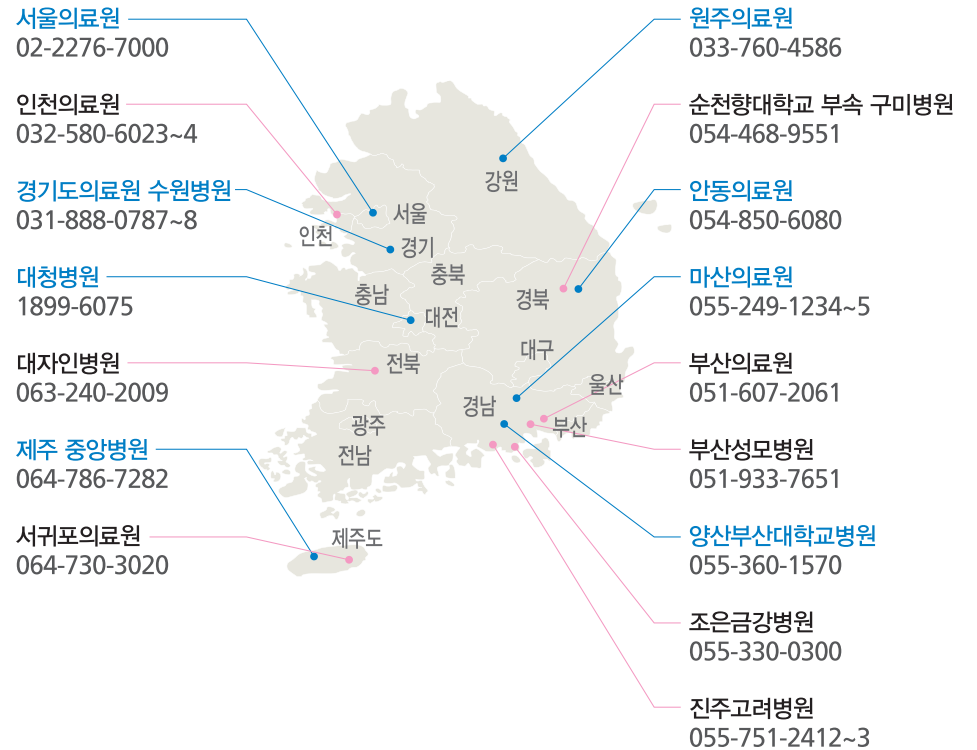 서울의료원
02-2276-7000
인천의료원
032-580-6023~4
경기도의료원 수원병원
031-888-0787~8
대청병원
1899-6075
대자인병원
063-240-2009
제주 중앙병원
064-786-7282
서귀포의료원
064-730-3020
강원
서울
인천
경기
충북
충남
경북
대전
대구
전북
울산
경남
광주
부산
전남
제주도
원주의료원
033-760-4586
순천향대학교 부속 구미병원
054-468-9551
안동의료원
054-850-6080
마산의료원
055-249-1234~5
부산의료원
051-607-2061
부산성모병원
051-933-7651
양산부산대학교병원
055-360-1570
조은금강병원
055-330-0300
진주고려병원
055-751-2412~3